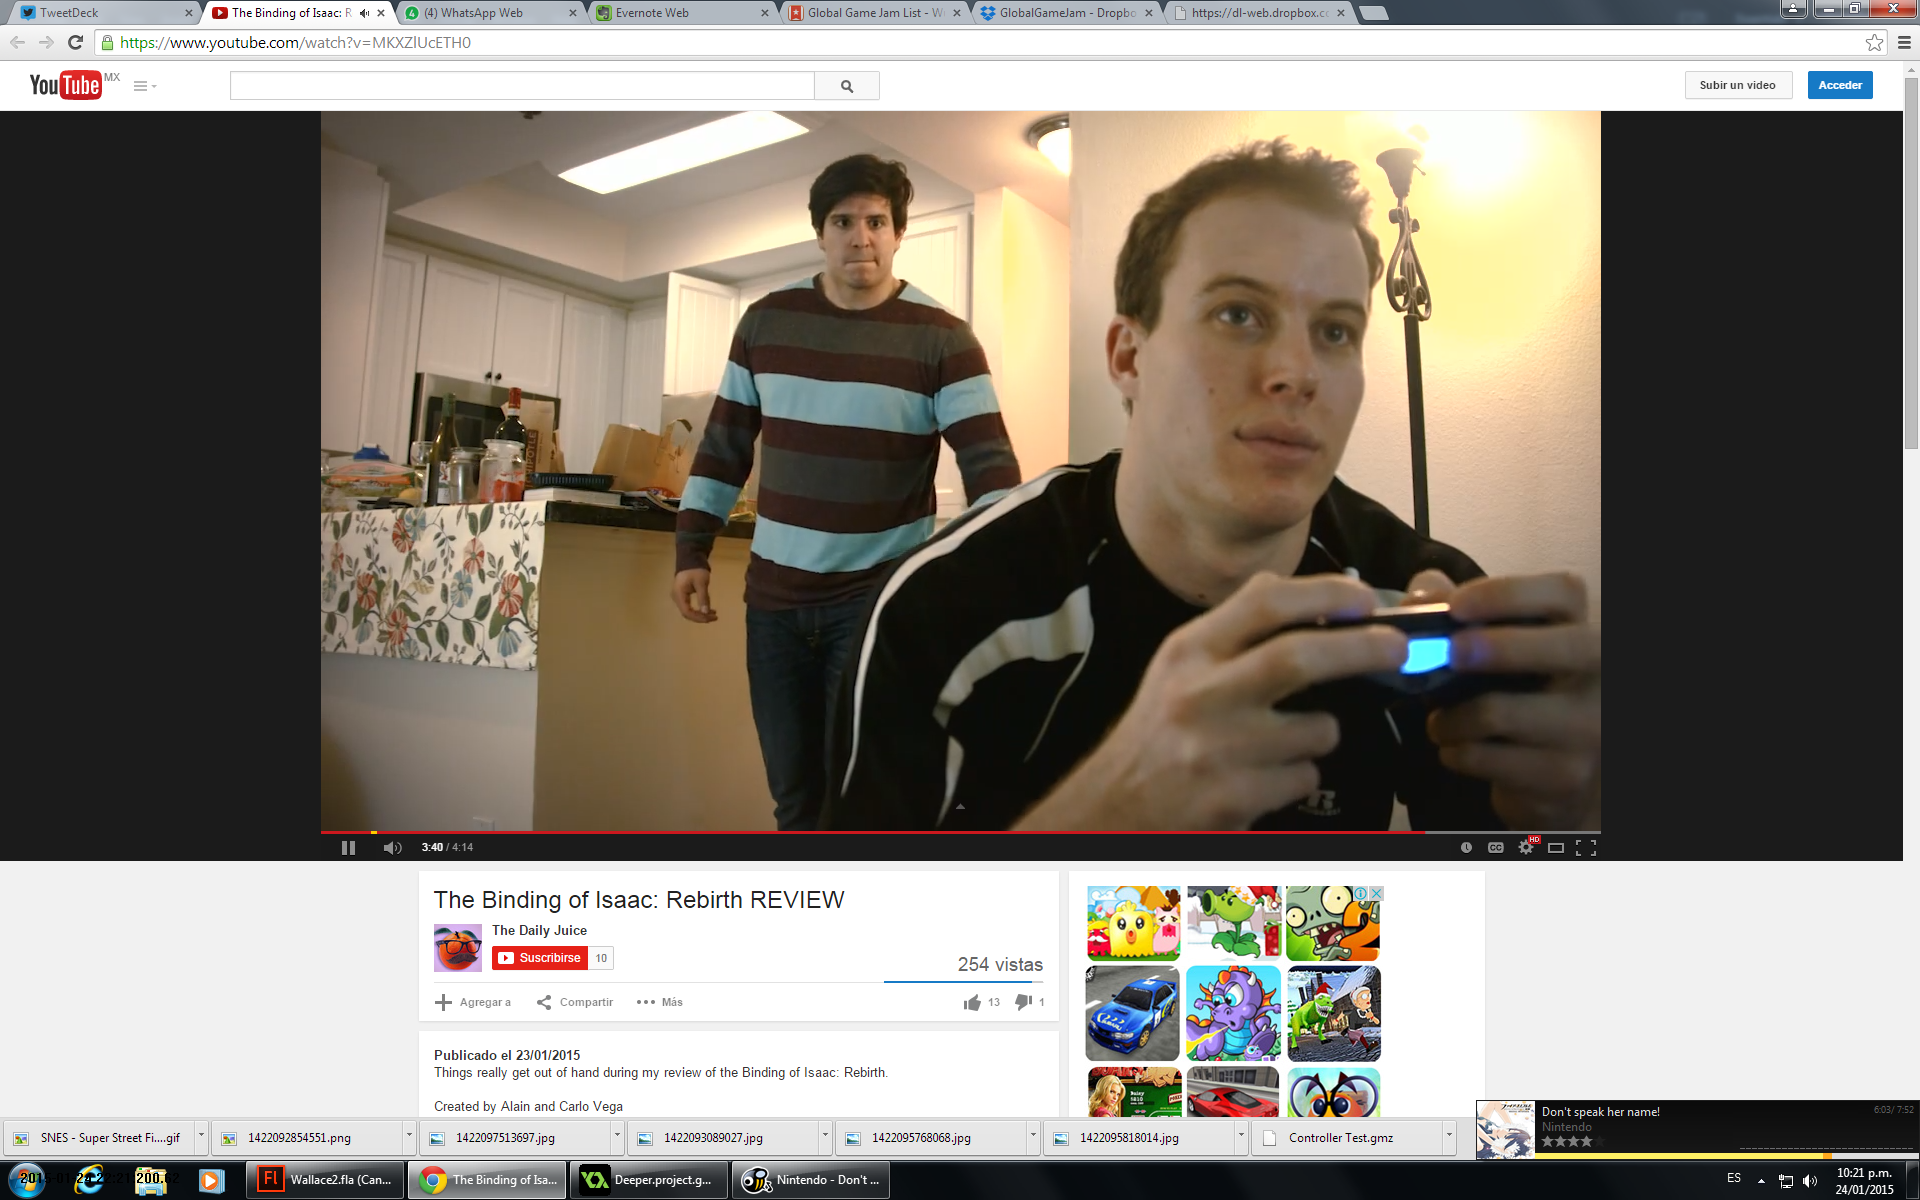 TweetDeck
The Binding of Isaac: R
(4) WhatsApp Web
Evernote Web
Global Game Jam List - W
GlobalGameJam - Dropbo
https://dl-web.dropbox.c
https://www.youtube.com/watch?v=MKXZlUcETH0
YouTube MX
Subir un video
Acceder
CHIPOTLE
3:40 / 4:14
CC
HD
The Binding of Isaac: Rebirth REVIEW
The Daily Juice
Suscribirse 10
254 vistas
Agregar a
Compartir
Más
13
1
Publicado el 23/01/2015
Things really get out of hand during my review of the Binding of Isaac: Rebirth.
Created by Alain and Carlo Vega
2
SNES - Super Street Fi....gif
1422092854551.png
1422097513697.jpg
1422093089027.jpg
1422095768068.jpg
1422095818014.jpg
Controller Test.gmz
Don't speak her name!
6:03/ 7:52
Nintendo
Fl
Wallace2.fla (Can...
The Binding of Isa...
Deeper.project.g...
Nintendo - Don't ...
ES
10:21 p.m.
24/01/2015